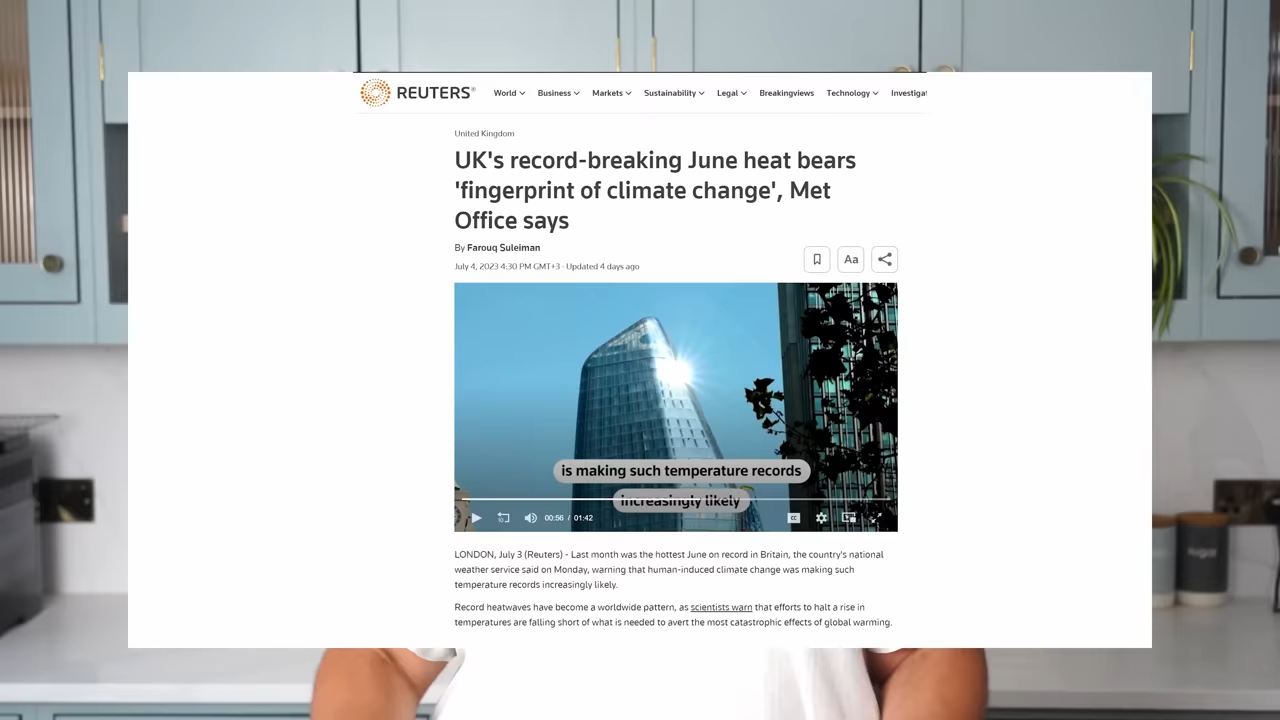 REUTERS®
World Business Markets Sustainability Legal Breakingviews Technology Investigat
United Kingdom
UK's record-breaking June heat bears
'fingerprint of climate change', Met
Office says
By Farouq Suleiman
July 4, 2023 4:30 PM GMT+3 · Updated 4 days ago
Aa
is making such temperature records
increasingly likely
00:56 / 01:42
CC
LONDON, July 3 (Reuters) - Last month was the hottest June on record in Britain, the country's national
weather service said on Monday, warning that human-induced climate change was making such
temperature records increasingly likely.
Record heatwaves have become a worldwide pattern, as scientists warn that efforts to halt a rise in
temperatures are falling short of what is needed to avert the most catastrophic effects of global warming.